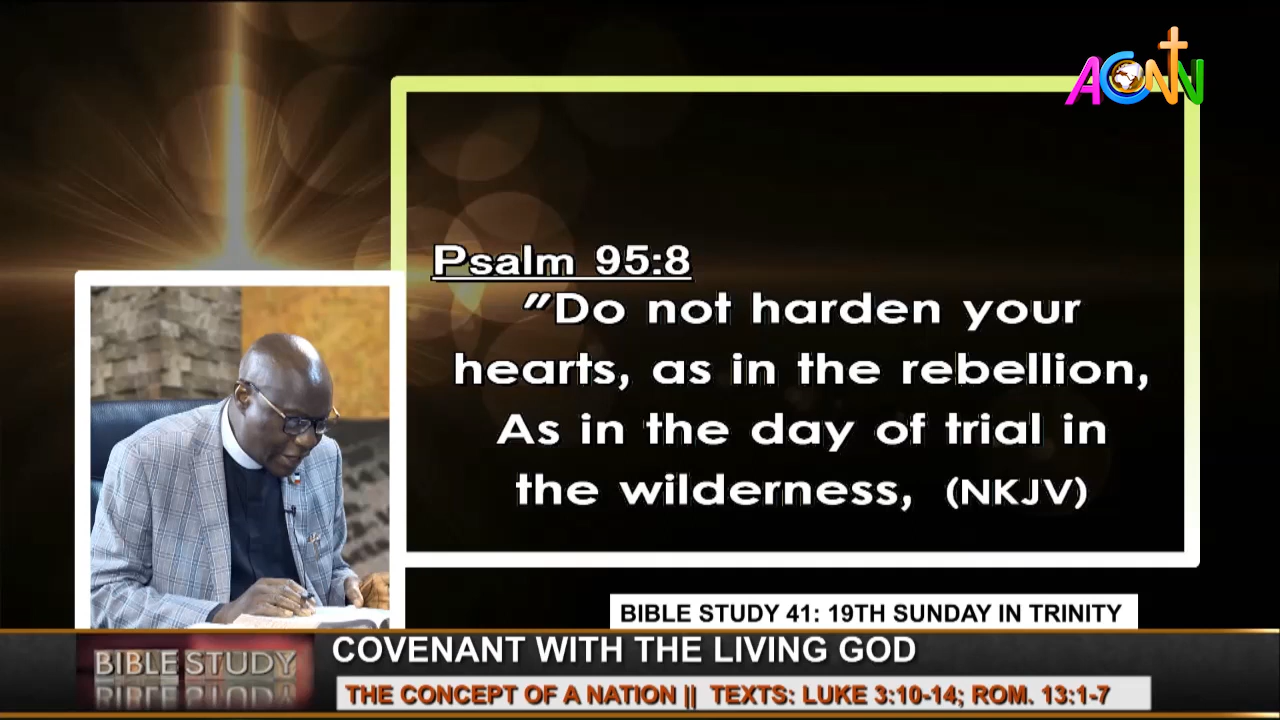 ACNN
Psalm 95:8
"Do not harden your
hearts, as in the rebellion,
As in the day of trial in
the wilderness, (NKJV)
BIBLE STUDY 41: 19TH SUNDAY IN TRINITY
BIBLE STUDY
COVENANT WITH THE LIVING GOD
THE CONCEPT OF A NATION || TEXTS: LUKE 3:10-14; ROM. 13:1-7